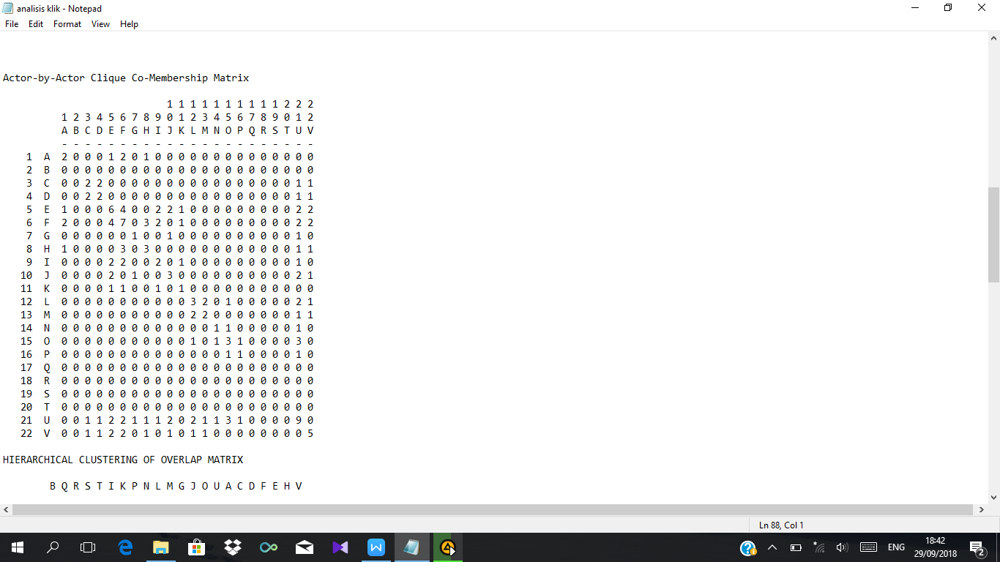 analisis klik - Notepad
File Edit Format View Help
Actor-by-Actor Clique Co-Membership Matrix
                            1 1 1 1 1 1 1 1 1 1 2 2 2
          1 2 3 4 5 6 7 8 9 0 1 2 3 4 5 6 7 8 9 0 1 2
          A B C D E F G H I J K L M N O P Q R S T U V
          - - - - - - - - - - - - - - - - - - - - - -
    1  A  2 0 0 0 1 2 0 1 0 0 0 0 0 0 0 0 0 0 0 0 0 0
    2  B  0 0 0 0 0 0 0 0 0 0 0 0 0 0 0 0 0 0 0 0 0 0
    3  C  0 0 2 2 0 0 0 0 0 0 0 0 0 0 0 0 0 0 0 0 1 1
    4  D  0 0 2 2 0 0 0 0 0 0 0 0 0 0 0 0 0 0 0 0 1 1
    5  E  1 0 0 0 6 4 0 0 2 2 1 0 0 0 0 0 0 0 0 0 2 2
    6  F  2 0 0 0 4 7 0 3 2 0 1 0 0 0 0 0 0 0 0 0 2 2
    7  G  0 0 0 0 0 0 1 0 0 1 0 0 0 0 0 0 0 0 0 0 1 0
    8  H  1 0 0 0 0 3 0 3 0 0 0 0 0 0 0 0 0 0 0 0 1 1
    9  I  0 0 0 0 2 2 0 0 2 0 1 0 0 0 0 0 0 0 0 0 1 0
   10  J  0 0 0 0 2 0 1 0 0 3 0 0 0 0 0 0 0 0 0 0 2 1
   11  K  0 0 0 0 1 1 0 0 1 0 1 0 0 0 0 0 0 0 0 0 0 0
   12  L  0 0 0 0 0 0 0 0 0 0 0 3 2 0 1 0 0 0 0 0 2 1
   13  M  0 0 0 0 0 0 0 0 0 0 0 2 2 0 0 0 0 0 0 0 1 1
   14  N  0 0 0 0 0 0 0 0 0 0 0 0 0 1 1 0 0 0 0 0 1 0
   15  O  0 0 0 0 0 0 0 0 0 0 0 1 0 1 3 1 0 0 0 0 3 0
   16  P  0 0 0 0 0 0 0 0 0 0 0 0 0 0 1 1 0 0 0 0 1 0
   17  Q  0 0 0 0 0 0 0 0 0 0 0 0 0 0 0 0 0 0 0 0 0 0
   18  R  0 0 0 0 0 0 0 0 0 0 0 0 0 0 0 0 0 0 0 0 0 0
   19  S  0 0 0 0 0 0 0 0 0 0 0 0 0 0 0 0 0 0 0 0 0 0
   20  T  0 0 0 0 0 0 0 0 0 0 0 0 0 0 0 0 0 0 0 0 0 0
   21  U  0 0 1 1 2 2 1 1 1 2 0 2 1 1 3 1 0 0 0 0 9 0
   22  V  0 0 1 1 2 2 0 1 0 1 0 1 1 0 0 0 0 0 0 0 0 5
HIERARCHICAL CLUSTERING OF OVERLAP MATRIX
        B Q R S T I K P N L M G J O U A C D F E H V
Ln 88, Col 1
ENG
18:42
29/09/2018
2